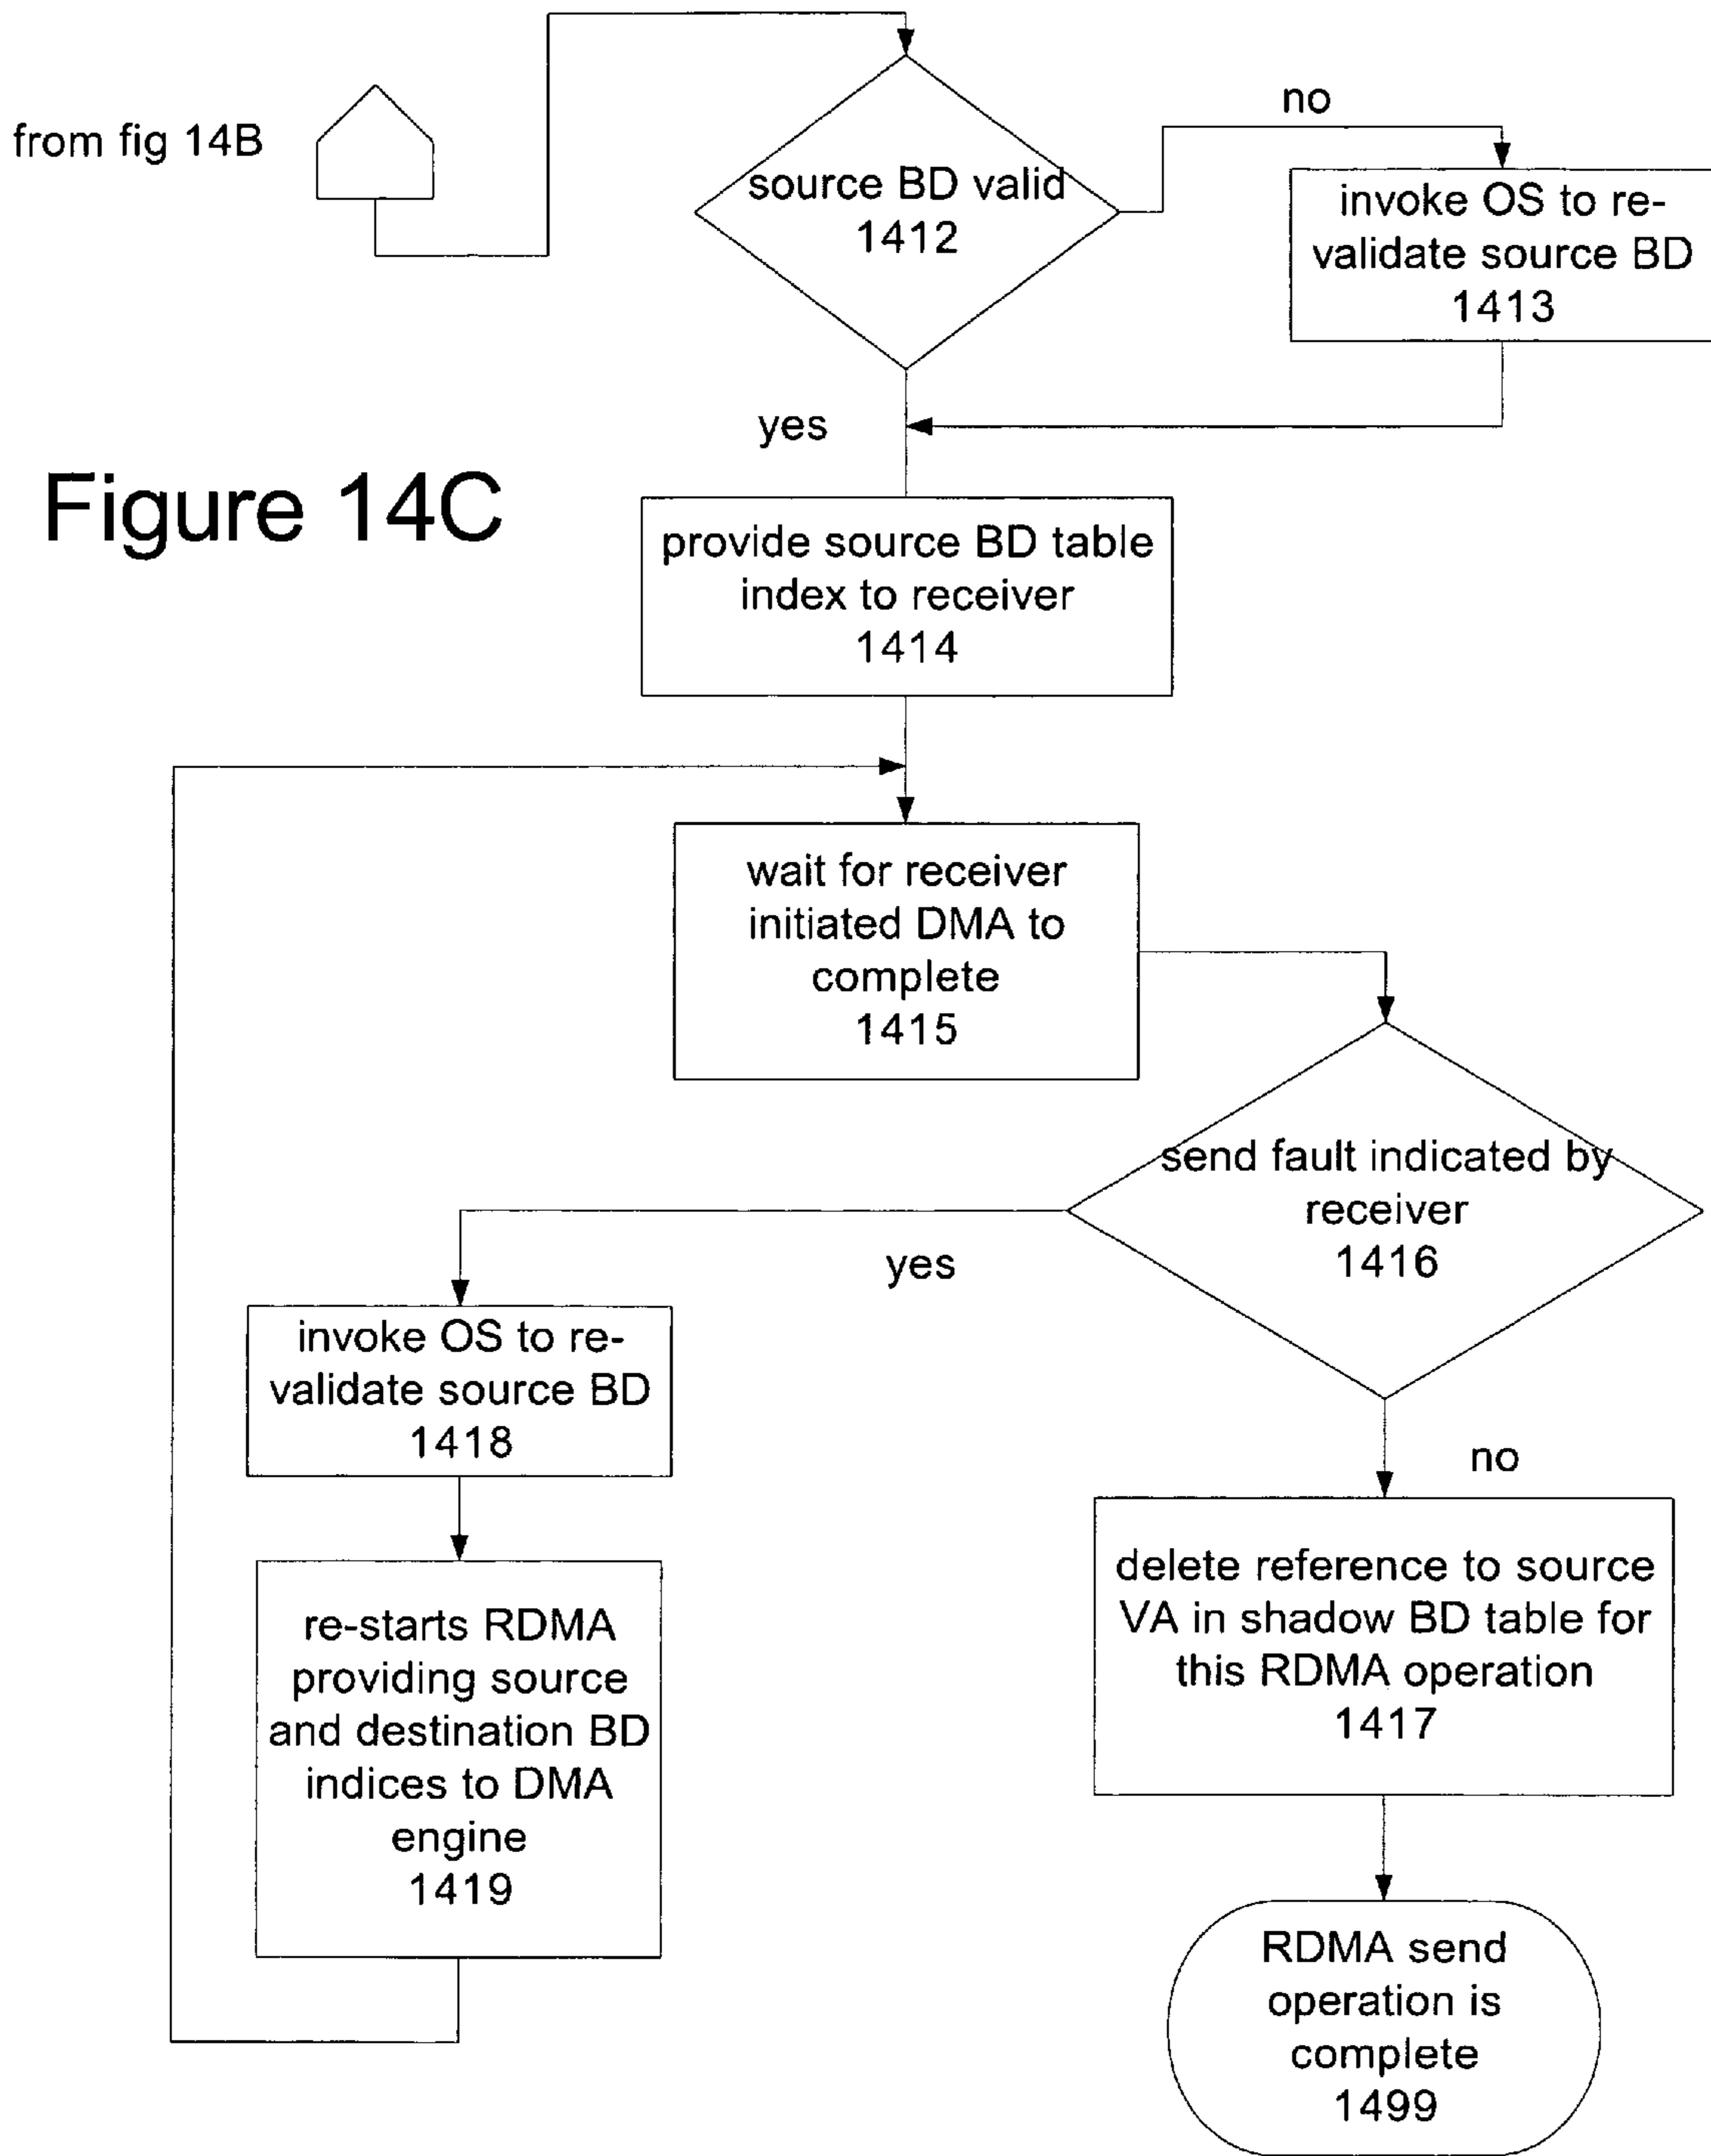 from fig 14B
source BD valid
1412
no
invoke OS to re-
validate source BD
1413
yes
Figure 14C
provide source BD table
index to receiver
1414
wait for receiver
initiated DMA to
complete
1415
send fault indicated by
receiver
1416
yes
invoke OS to re-
validate source BD
1418
no
re-starts RDMA
providing source
and destination BD
indices to DMA
engine
1419
delete reference to source
VA in shadow BD table for
this RDMA operation
1417
RDMA send
operation is
complete
1499